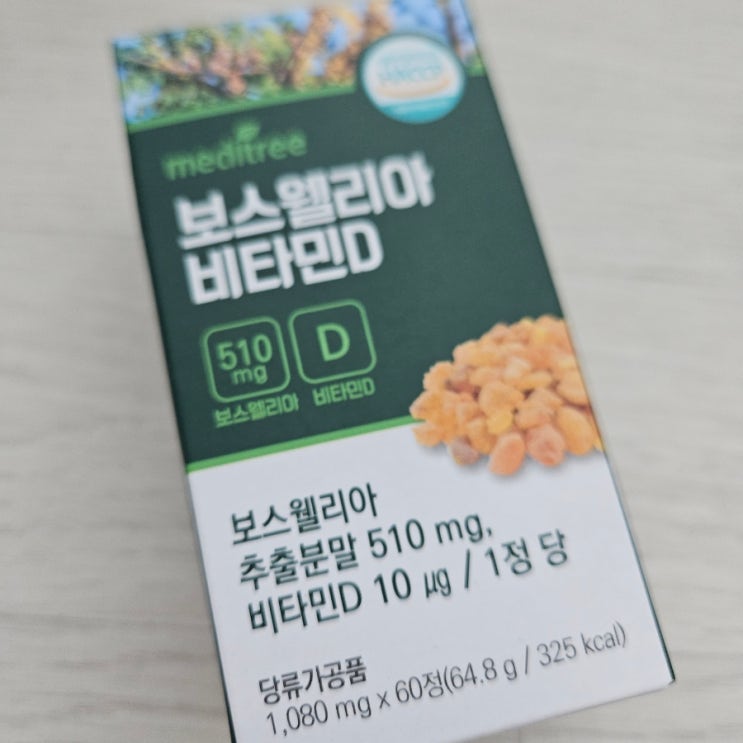 HACCP
meditree
보스웰리아
비타민D
510 mg
D
보스웰리아
비타민D
보스웰리아
추출분말 510 mg,
비타민D 10 ㎍ / 1정 당
당류가공품
1,080 mg x 60정(64.8 g / 325 kcal)